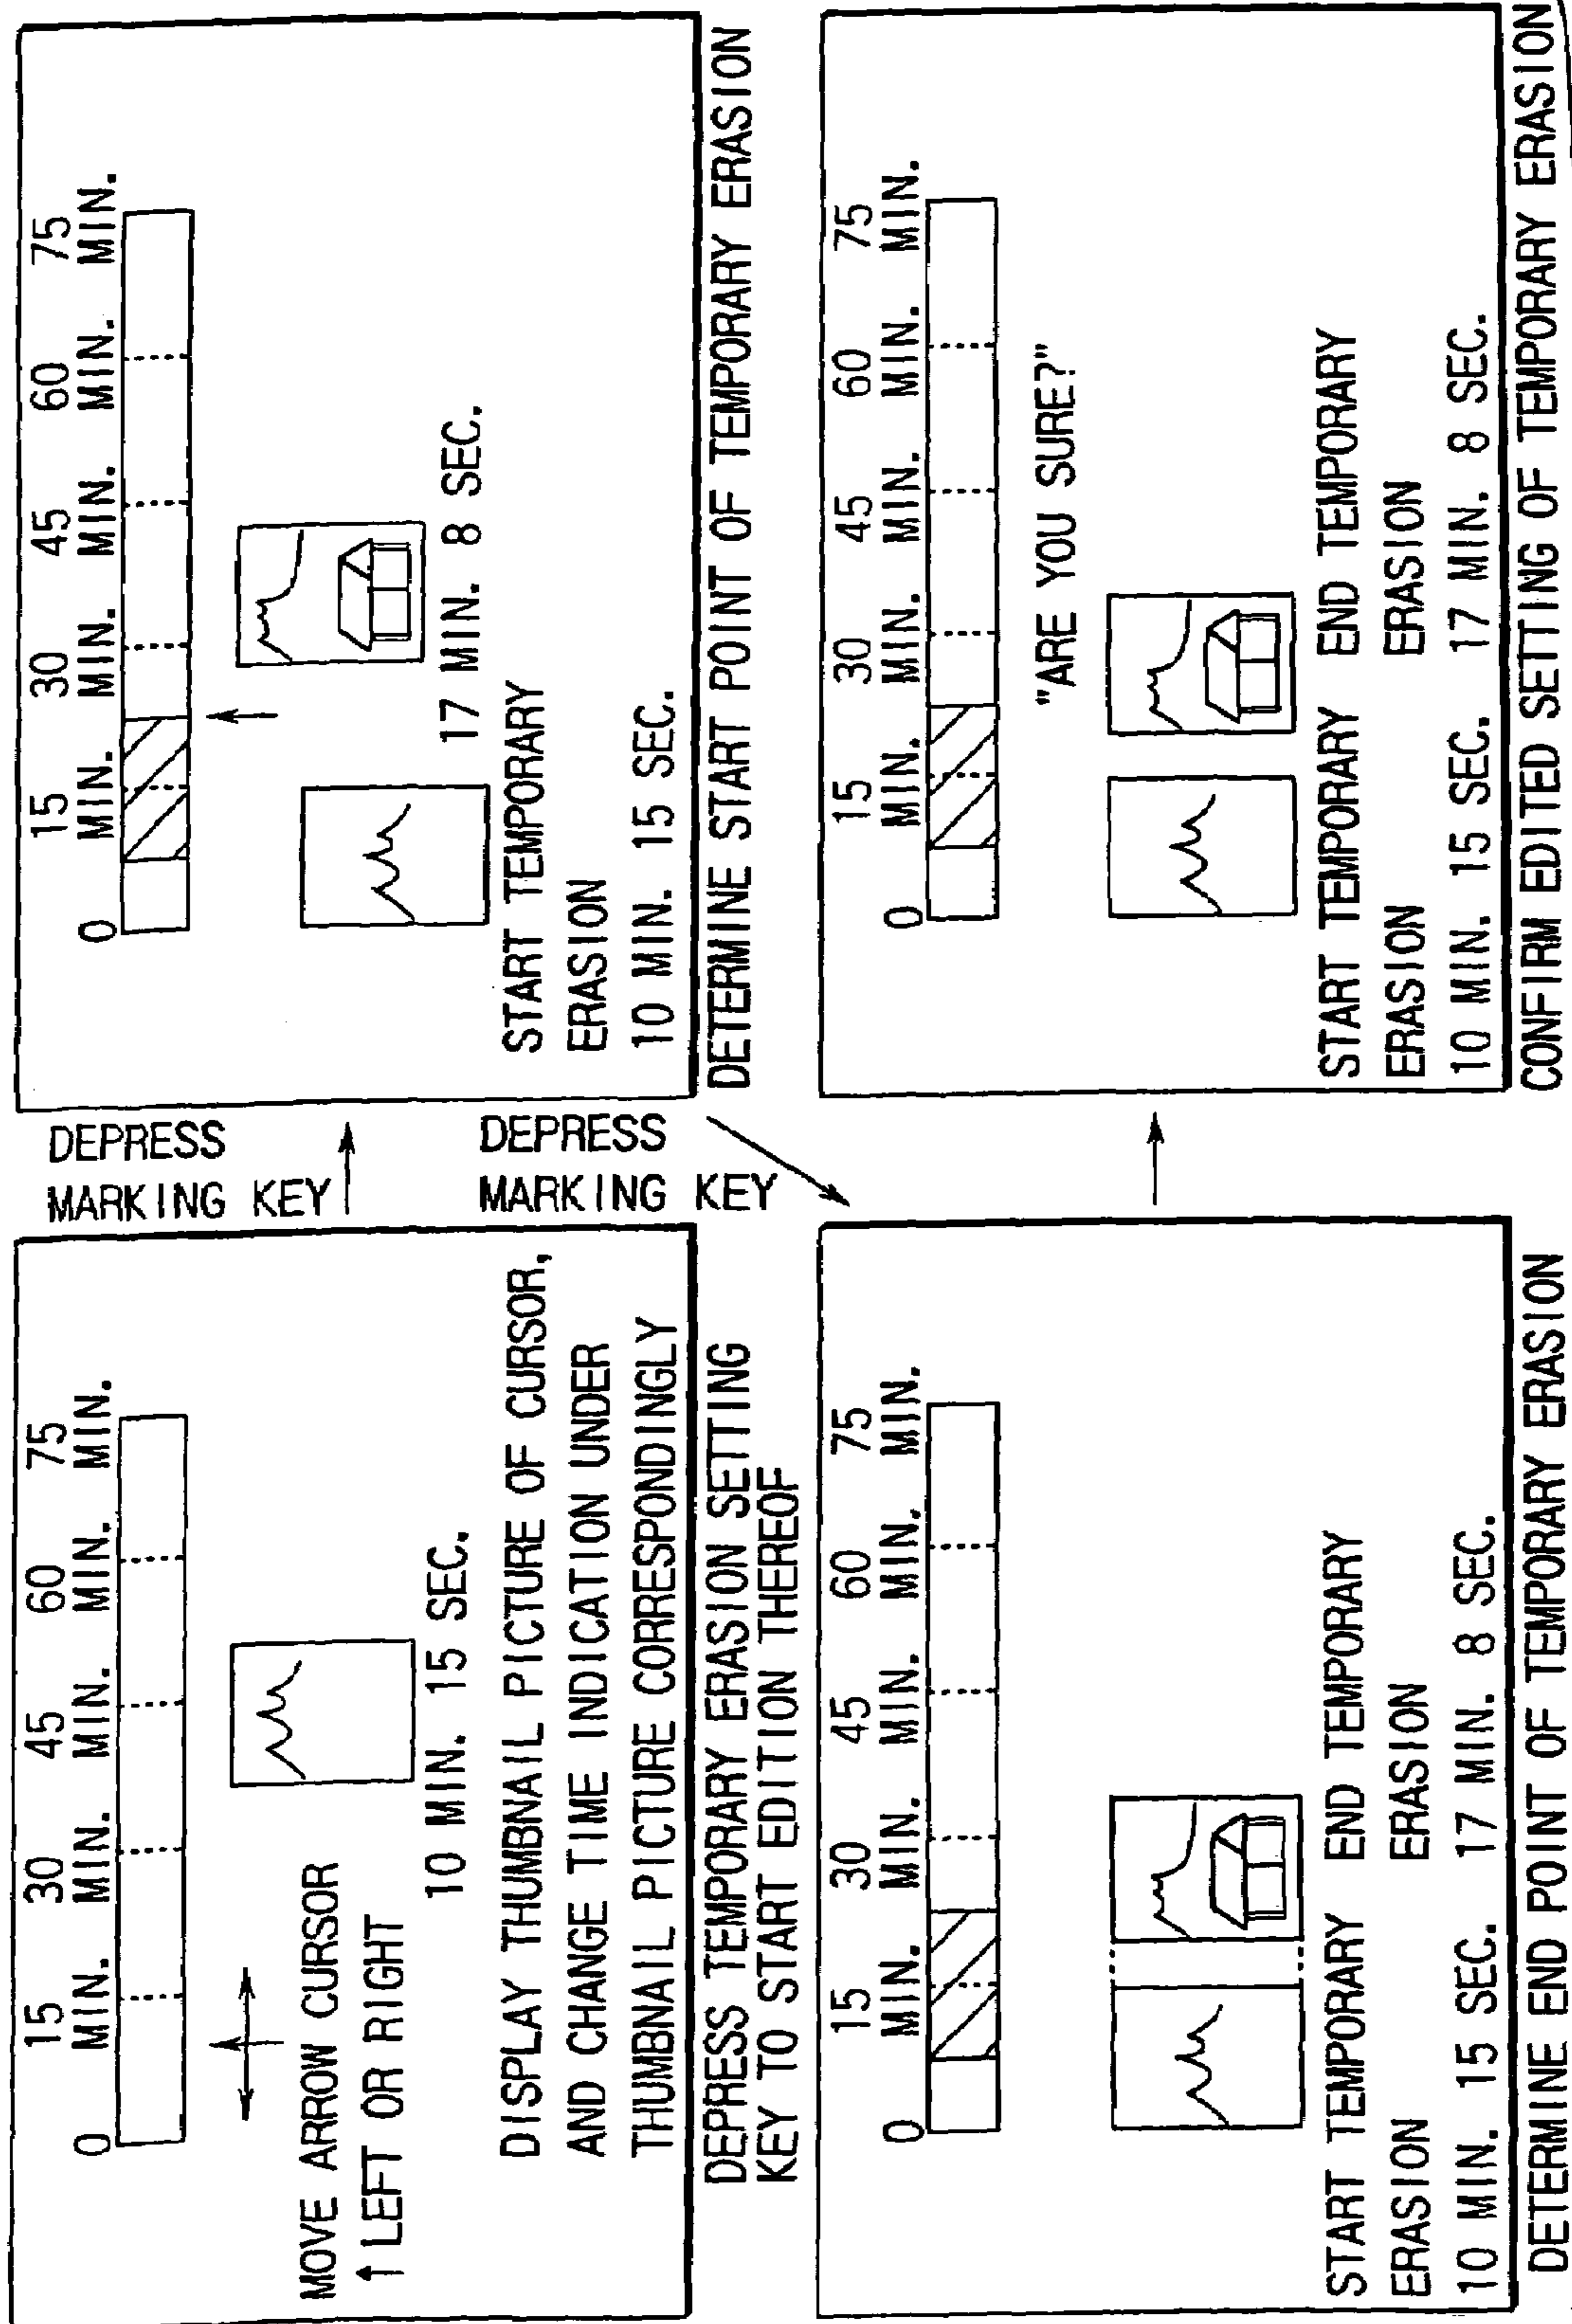 0 15 30 45 60 75
MIN. MIN. MIN. MIN. MIN.
MOVE ARROW CURSOR
↑ LEFT OR RIGHT
10 MIN. 15 SEC.
DISPLAY THUMBNAIL PICTURE OF CURSOR,
AND CHANGE TIME INDICATION UNDER
THUMBNAIL PICTURE CORRESPONDINGLY
DEPRESS TEMPORARY ERASION SETTING
KEY TO START EDITION THEREOF
DEPRESS
MARKING KEY
0 15 30 45 60 75
MIN. MIN. MIN. MIN. MIN.
17 MIN. 8 SEC.
START TEMPORARY
ERASION
10 MIN. 15 SEC.
DETERMINE START POINT OF TEMPORARY ERASION
DEPRESS
MARKING KEY
0 15 30 45 60 75
MIN. MIN. MIN. MIN. MIN.
START TEMPORARY END TEMPORARY
ERASION ERASION
10 MIN. 15 SEC. 17 MIN. 8 SEC.
DETERMINE END POINT OF TEMPORARY ERASION
0 15 30 45 60 75
MIN. MIN. MIN. MIN. MIN.
"ARE YOU SURE?"
START TEMPORARY END TEMPORARY
ERASION ERASION
10 MIN. 15 SEC. 17 MIN. 8 SEC.
CONFIRM EDITED SETTING OF TEMPORARY ERASION